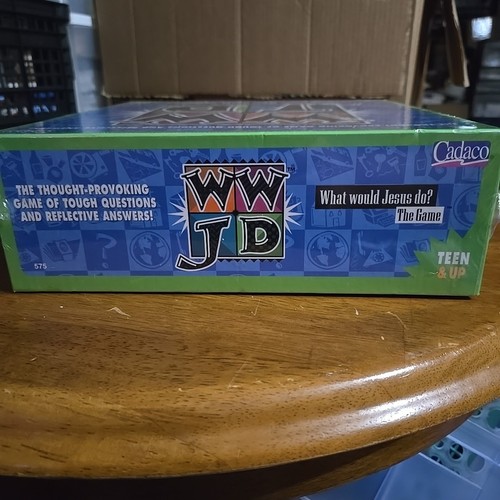 Cadaco
THE THOUGHT-PROVOKING
GAME OF TOUGH QUESTIONS
AND REFLECTIVE ANSWERS!
WW
JD
What would Jesus do?
The Game
TEEN
& UP
575